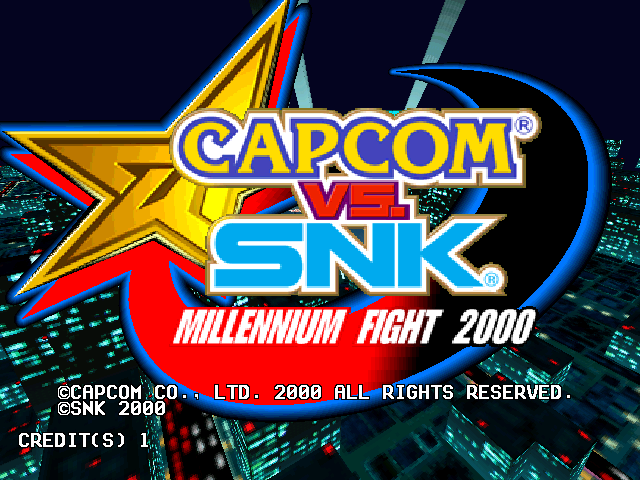 CAPCOM®
VS.
SNK®
MILLENNIUM FIGHT 2000
©CAPCOM CO., LTD. 2000 ALL RIGHTS RESERVED.
©SNK 2000
CREDIT(S) 1